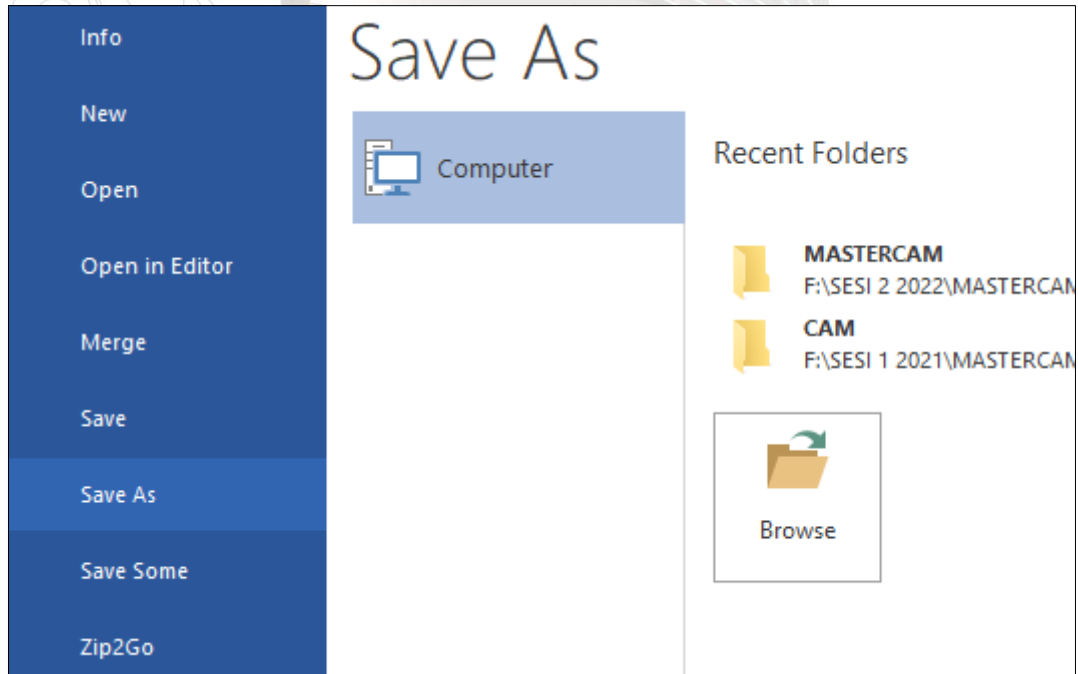 Info
New
Open
Open in Editor
Merge
Save
Save As
Save Some
Zip2Go
Save As
Computer
Recent Folders
MASTERCAM
F:\SESI 2 2022\MASTERCAM
CAM
F:\SESI 1 2021\MASTERCAM
Browse